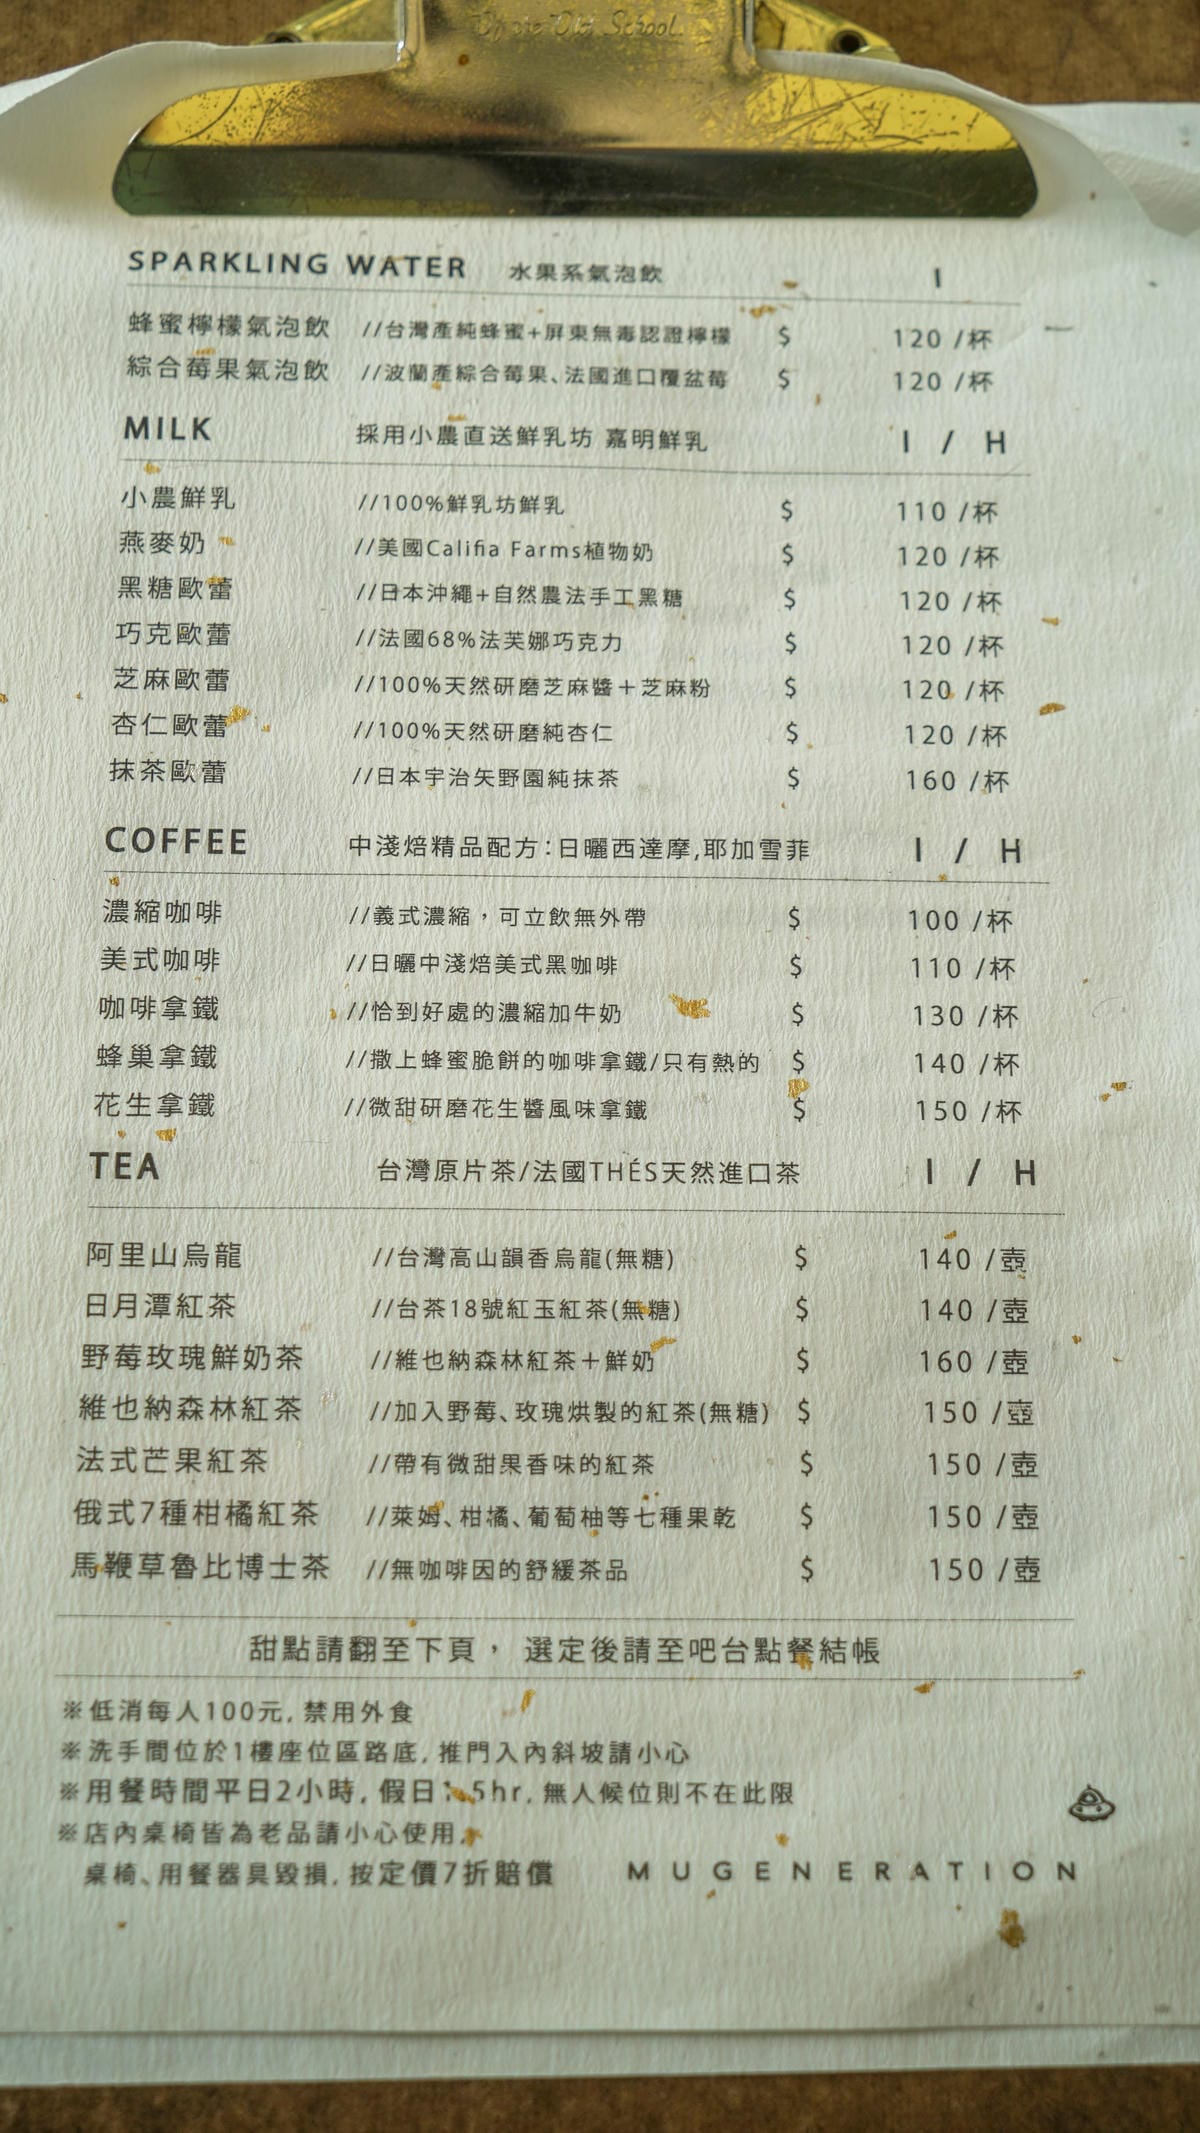 Of the Old School.
SPARKLING WATER 水果系氣泡飲 I
蜂蜜檸檬氣泡飲 //台灣產純蜂蜜+屏東無毒認證檸檬 $ 120 /杯
綜合莓果氣泡飲 //波蘭產綜合莓果、法國進口覆盆莓 $ 120 /杯
MILK 採用小農直送鮮乳坊 嘉明鮮乳 I / H
小農鮮乳 //100%鮮乳坊鮮乳 $ 110 /杯
燕麥奶 //美國Califia Farms植物奶 $ 120 /杯
黑糖歐蕾 //日本沖繩+自然農法手工黑糖 $ 120 /杯
巧克歐蕾 //法國68%法芙娜巧克力 $ 120 /杯
芝麻歐蕾 //100%天然研磨芝麻醬＋芝麻粉 $ 120 /杯
杏仁歐蕾 //100%天然研磨純杏仁 $ 120 /杯
抹茶歐蕾 //日本宇治矢野園純抹茶 $ 160 /杯
COFFEE 中淺焙精品配方:日曬西達摩,耶加雪菲 I / H
濃縮咖啡 //義式濃縮，可立飲無外帶 $ 100 /杯
美式咖啡 //日曬中淺焙美式黑咖啡 $ 110 /杯
咖啡拿鐵 //恰到好處的濃縮加牛奶 $ 130 /杯
蜂巢拿鐵 //撒上蜂蜜脆餅的咖啡拿鐵/只有熱的 $ 140 /杯
花生拿鐵 //微甜研磨花生醬風味拿鐵 $ 150 /杯
TEA 台灣原片茶/法國THÉS天然進口茶 I / H
阿里山烏龍 //台灣高山韻香烏龍(無糖) $ 140 /壺
日月潭紅茶 //台茶18號紅玉紅茶(無糖) $ 140 /壺
野莓玫瑰鮮奶茶 //維也納森林紅茶＋鮮奶 $ 160 /壺
維也納森林紅茶 //加入野莓、玫瑰烘製的紅茶(無糖) $ 150 /壺
法式芒果紅茶 //帶有微甜果香味的紅茶 $ 150 /壺
俄式7種柑橘紅茶 //萊姆、柑橘、葡萄柚等七種果乾 $ 150 /壺
馬鞭草魯比博士茶 //無咖啡因的舒緩茶品 $ 150 /壺
甜點請翻至下頁， 選定後請至吧台點餐結帳
※低消每人100元, 禁用外食
※洗手間位於1樓座位區路底, 推門入內斜坡請小心
※用餐時間平日2小時, 假日1.5hr, 無人候位則不在此限
※店內桌椅皆為老品請小心使用,
桌椅、用餐器具毀損, 按定價7折賠償
MUGENERATION